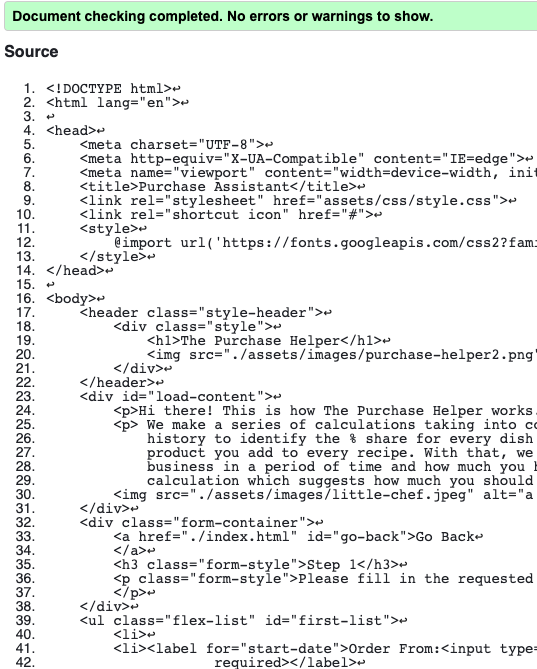 Document checking completed. No errors or warnings to show.
Source
1. <!DOCTYPE html>↩
2. <html lang="en">↩
3. ↩
4. <head>↩
5. <meta charset="UTF-8">↩
6. <meta http-equiv="X-UA-Compatible" content="IE=edge">↩
7. <meta name="viewport" content="width=device-width, init
8. <title>Purchase Assistant</title>↩
9. <link rel="stylesheet" href="assets/css/style.css">↩
10. <link rel="shortcut icon" href="#">↩
11. <style>↩
12. @import url('https://fonts.googleapis.com/css2?fami
13. </style>↩
14. </head>↩
15. ↩
16. <body>↩
17. <header class="style-header">↩
18. <div class="style">↩
19. <h1>The Purchase Helper</h1>↩
20. <img src="./assets/images/purchase-helper2.png"
21. </div>↩
22. </header>↩
23. <div id="load-content">↩
24. <p>Hi there! This is how The Purchase Helper works.
25. <p> We make a series of calculations taking into co
26. history to identify the % share for every dish
27. product you add to every recipe. With that, we
28. business in a period of time and how much you h
29. calculation which suggests how much you should
30. <img src="./assets/images/little-chef.jpeg" alt="a
31. </div>↩
32. <div class="form-container">↩
33. <a href="./index.html" id="go-back">Go Back↩
34. </a>↩
35. <h3 class="form-style">Step 1</h3>↩
36. <p class="form-style">Please fill in the requested
37. </p>↩
38. </div>↩
39. <ul class="flex-list" id="first-list">↩
40. <li>↩
41. <li><label for="start-date">Order From:<input type=
42. required></label>↩